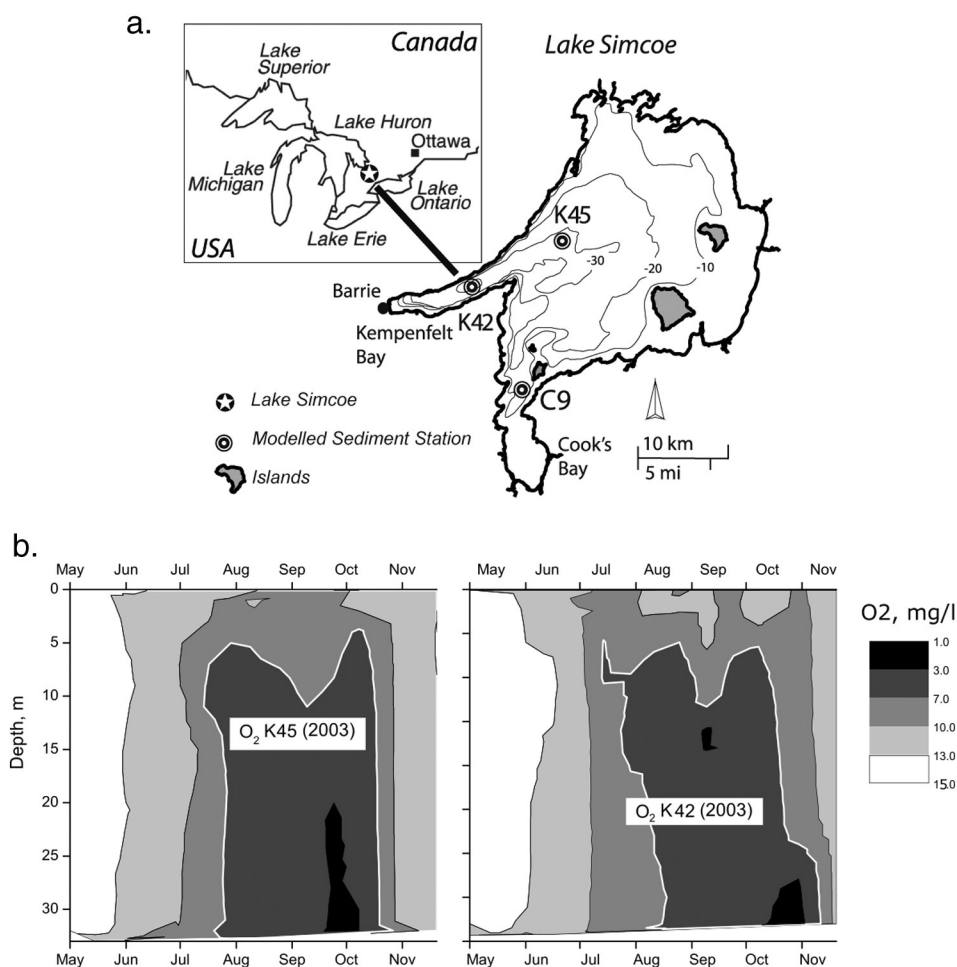 a.
Canada
Lake
Superior
Lake Huron
Ottawa
Lake
Michigan
Lake
Ontario
Lake Erie
USA
Lake Simcoe
K45
-30
-20
-10
Barrie
K42
Kempenfelt
Bay
C9
Cook's
Bay
10 km
5 mi
Lake Simcoe
Modelled Sediment Station
Islands
b.
May Jun Jul Aug Sep Oct Nov
May Jun Jul Aug Sep Oct Nov
O2, mg/l
1.0
3.0
7.0
10.0
13.0
15.0
Depth, m
0
5
10
15
20
25
30
O2 K45 (2003)
O2 K42 (2003)
May Jun Jul Aug Sep Oct Nov
May Jun Jul Aug Sep Oct Nov